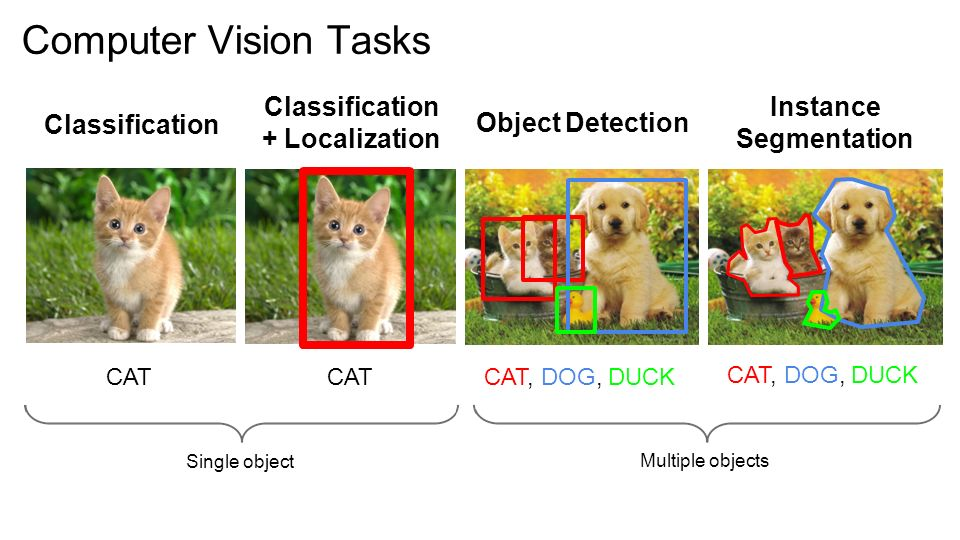 Computer Vision Tasks
Classification
Classification
+ Localization
Object Detection
Instance
Segmentation
CAT
CAT
CAT, DOG, DUCK
CAT, DOG, DUCK
Single object
Multiple objects